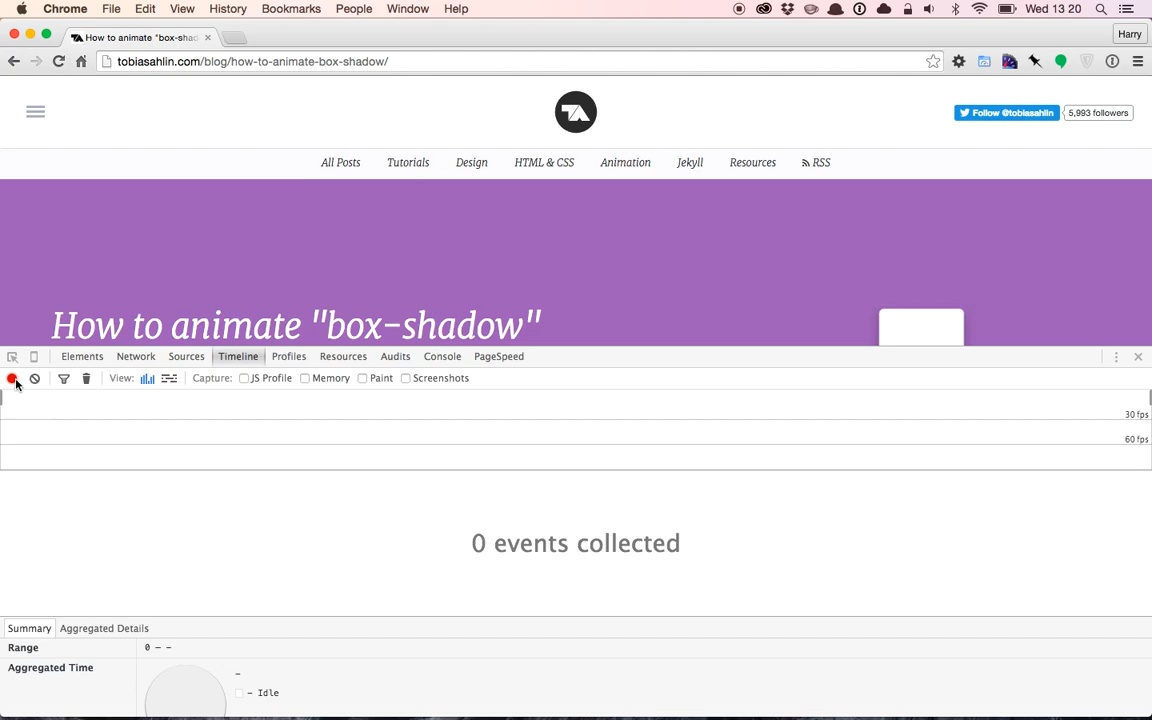 Chrome File Edit View History Bookmarks People Window Help Wed 13 20
How to animate "box-shad
Harry
tobiasahlin.com/blog/how-to-animate-box-shadow/
Follow @tobiasahlin 5,993 followers
All Posts Tutorials Design HTML & CSS Animation Jekyll Resources RSS
How to animate "box-shadow"
Elements Network Sources Timeline Profiles Resources Audits Console PageSpeed
View: Capture: JS Profile Memory Paint Screenshots
30 fps
60 fps
0 events collected
Summary Aggregated Details
Range 0 – –
Aggregated Time –
– Idle